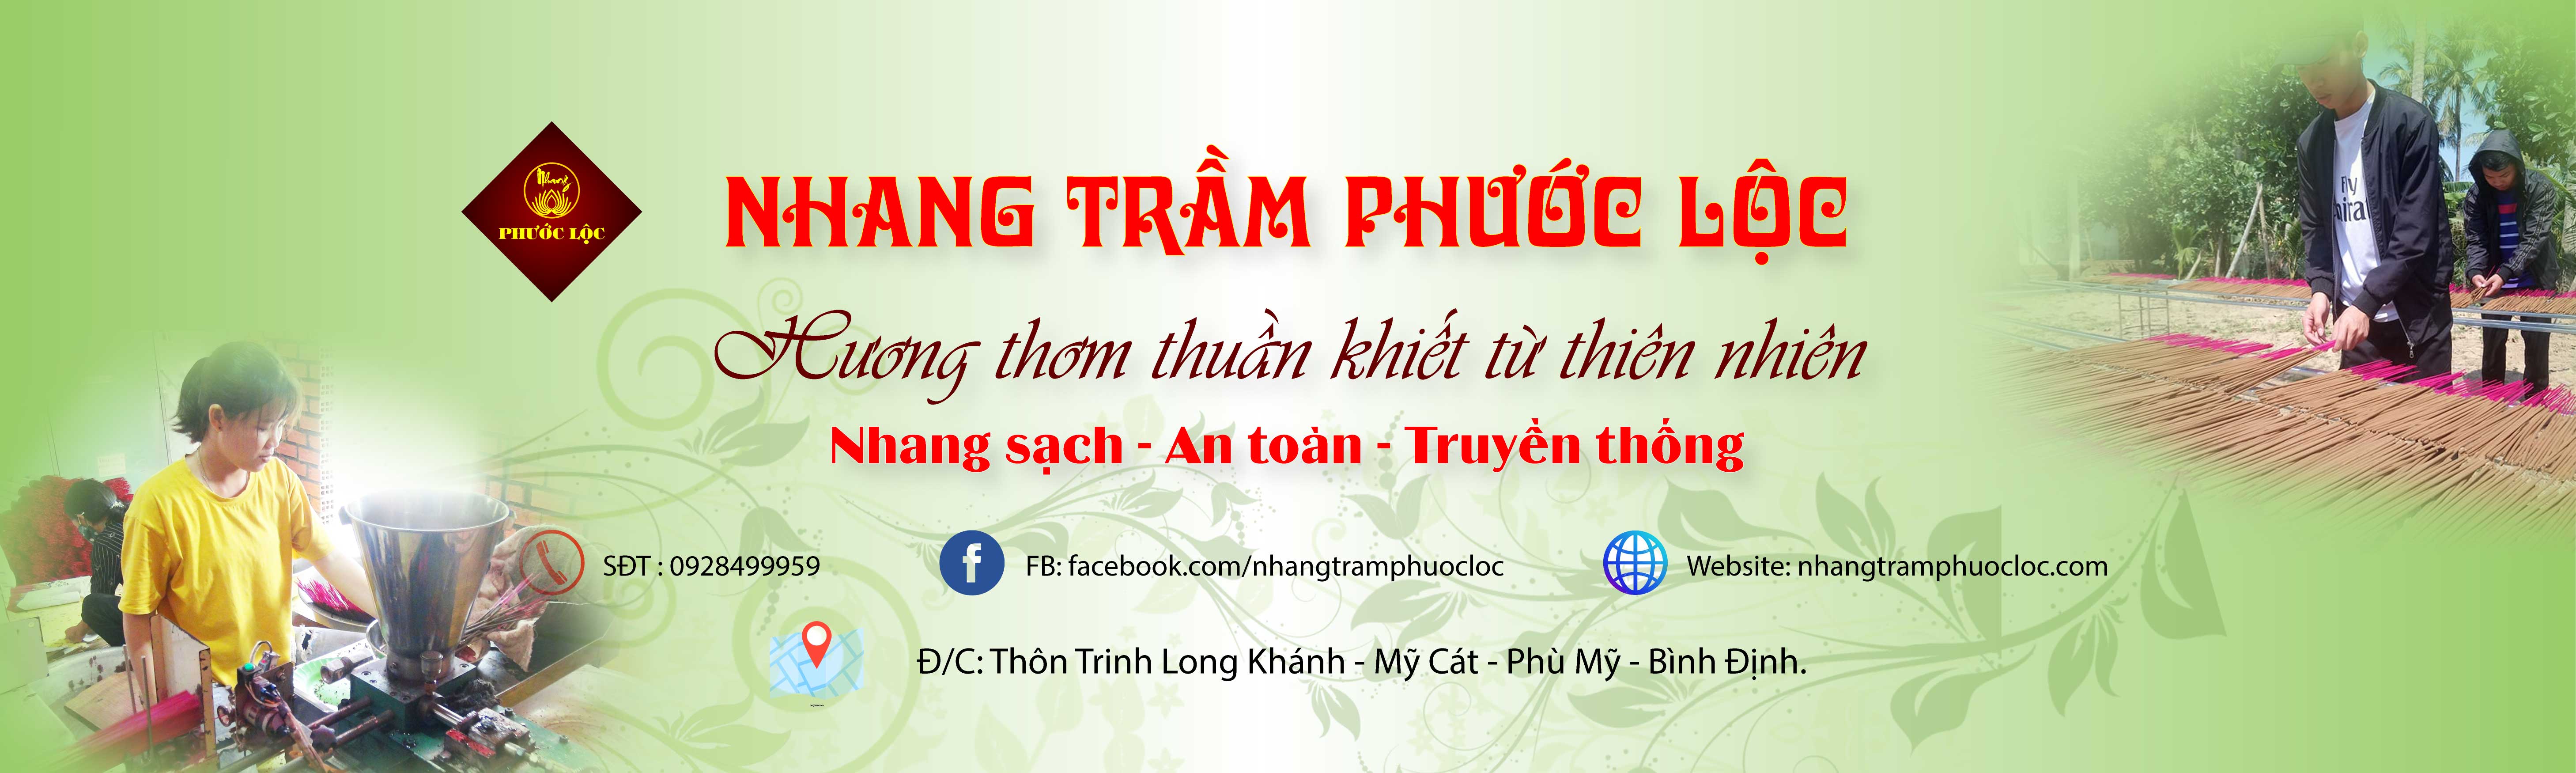 Nhang
PHƯỚC LỘC
NHANG TRẦM PHƯỚC LỘC
Hương thơm thuần khiết từ thiên nhiên
Nhang sạch - An toàn - Truyền thống
SĐT : 0928499959
FB: facebook.com/nhangtramphuocloc
Website: nhangtramphuocloc.com
Đ/C: Thôn Trinh Long Khánh - Mỹ Cát - Phù Mỹ - Bình Định.
Fly